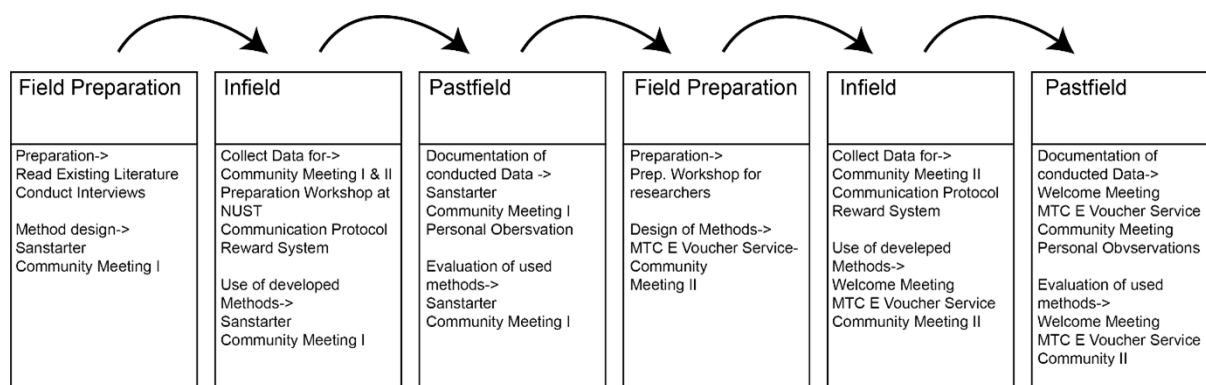 Field Preparation
Preparation->
Read Existing Literature
Conduct Interviews
Method design->
Sanstarter
Community Meeting I
Infield
Collect Data for->
Community Meeting I & II
Preparation Workshop at
NUST
Communication Protocol
Reward System
Use of developed
Methods->
Sanstarter
Community Meeting I
Pastfield
Documentation of
conducted Data ->
Sanstarter
Community Meeting I
Personal Obersvation
Evaluation of used
methods->
Sanstarter
Community Meeting I
Field Preparation
Preparation->
Prep. Workshop for
researchers
Design of Methods->
MTC E Voucher Service-
Community
Meeting II
Infield
Collect Data for->
Community Meeting II
Communication Protocol
Reward System
Use of develeped
Methods->
Welcome Meeting
MTC E Voucher Service
Community Meeting II
Pastfield
Documentation of
conducted Data->
Welcome Meeting
MTC E Voucher Service
Community Meeting
Personal Obvservations
Evaluation of used
methods->
Welcome Meeting
MTC E Voucher Service
Community II